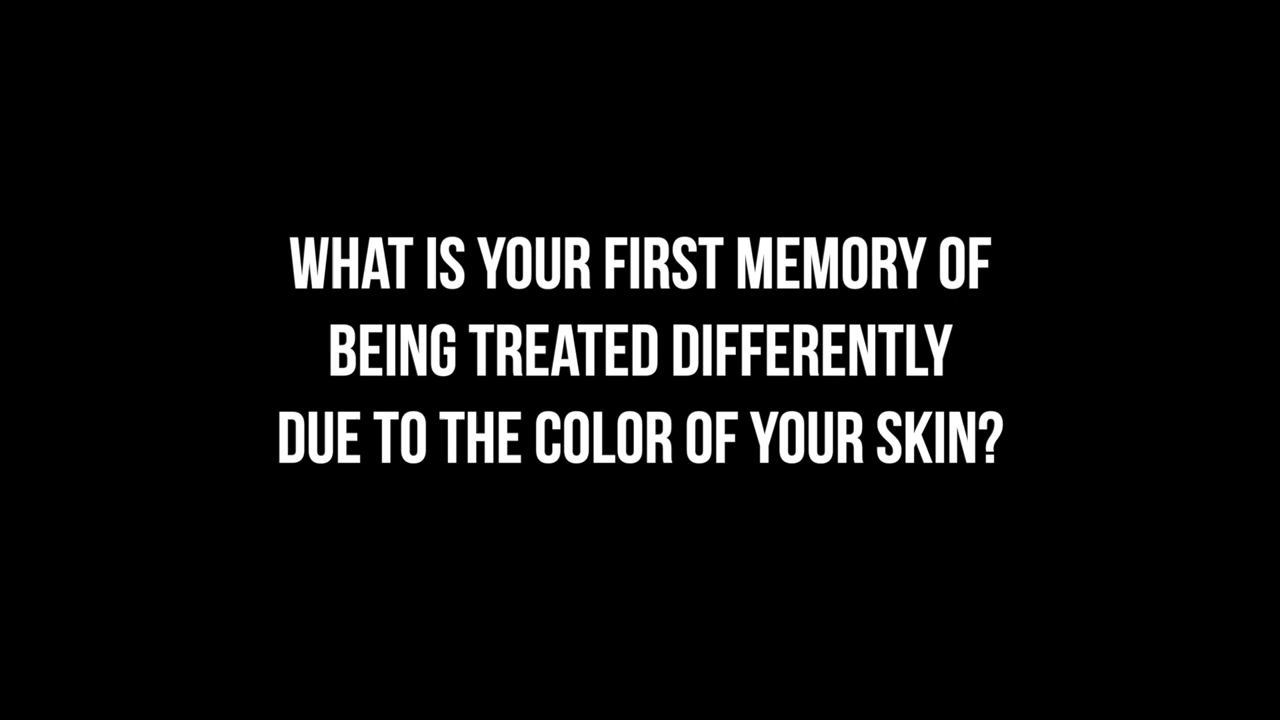 WHAT IS YOUR FIRST MEMORY OF
BEING TREATED DIFFERENTLY
DUE TO THE COLOR OF YOUR SKIN?